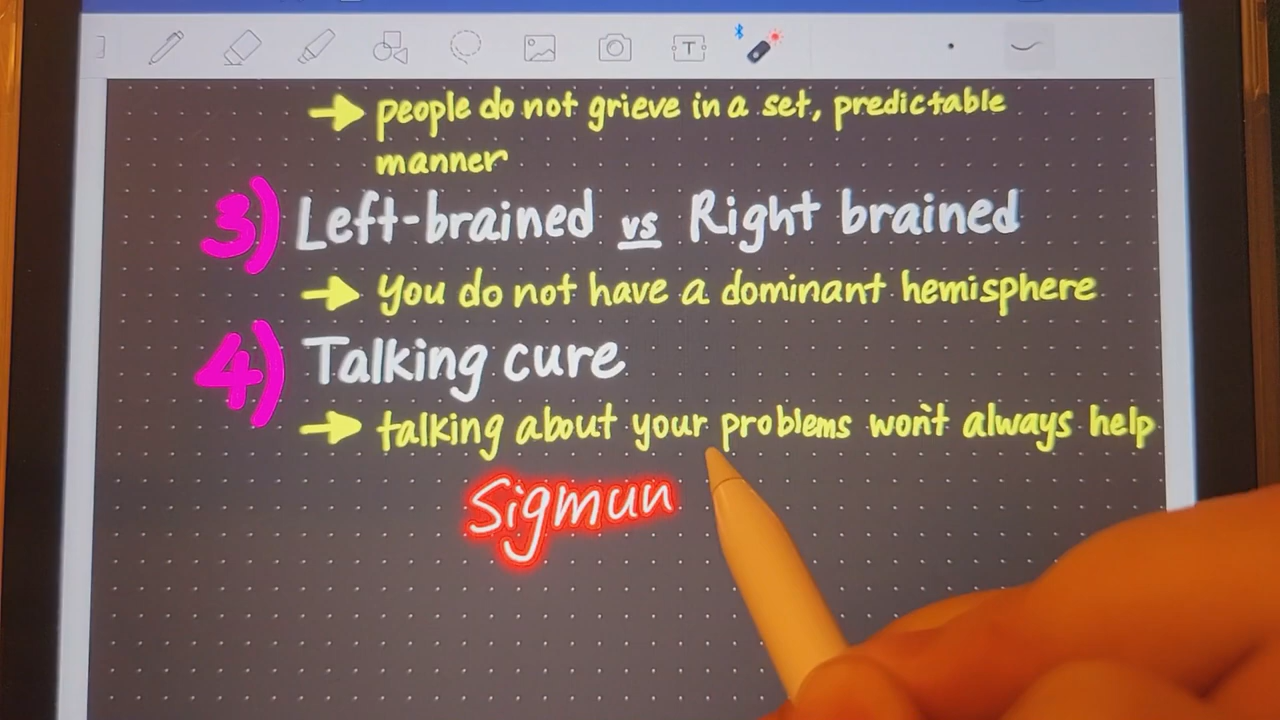 → people do not grieve in a set, predictable
manner
3) Left-brained vs Right brained
→ You do not have a dominant hemisphere
4) Talking cure
→ talking about your problems won't always help
Sigmun